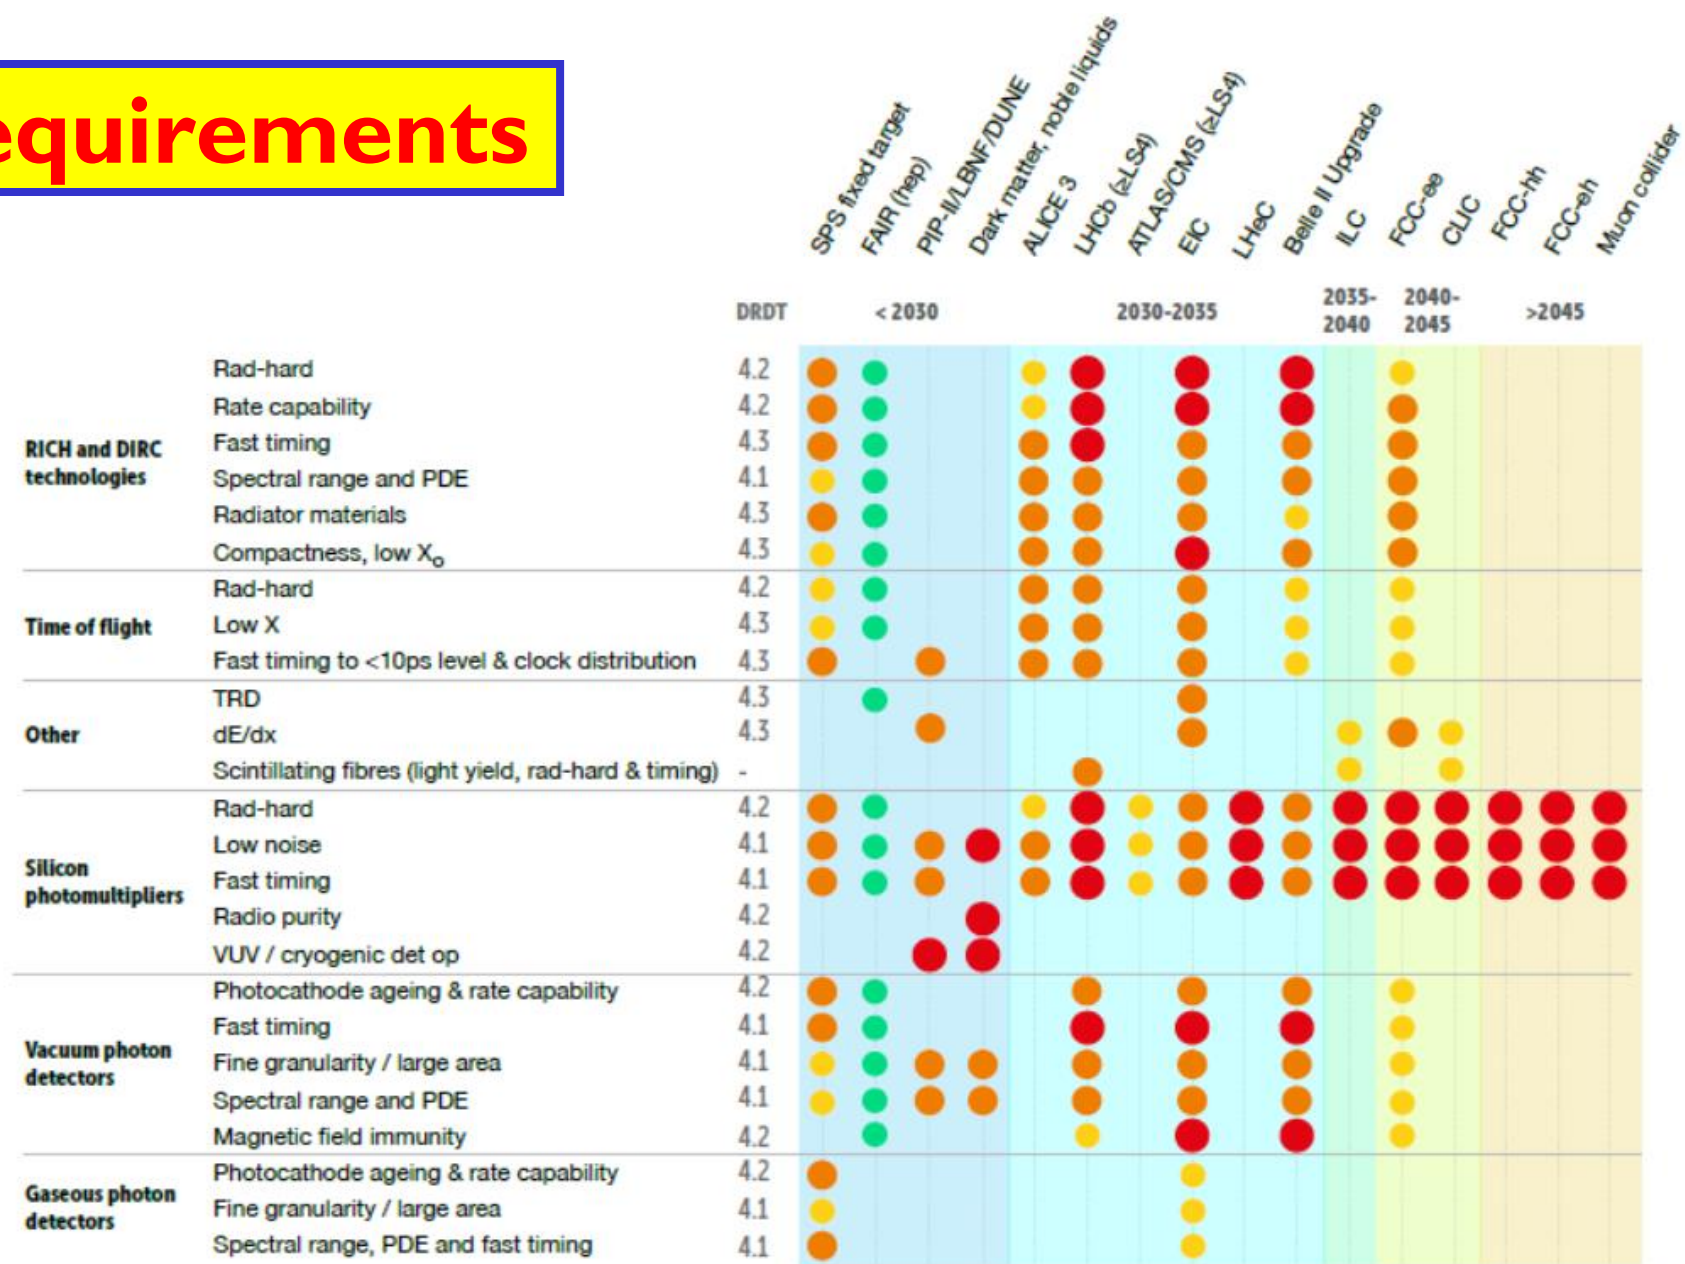 equirements
SPS fixed target
FAIR (hep)
PIP-II/LBNF/DUNE
Dark matter, noble liquids
ALICE 3
LHCb (≥LS4)
ATLAS/CMS (≥LS4)
EIC
LHeC
Belle II Upgrade
ILC
FCC-ee
CLIC
FCC-hh
FCC-eh
Muon collider
DRDT < 2030 2030-2035 2035-2040 2040-2045 >2045
RICH and DIRC technologies
Rad-hard 4.2
Rate capability 4.2
Fast timing 4.3
Spectral range and PDE 4.1
Radiator materials 4.3
Compactness, low Xo 4.3
Time of flight
Rad-hard 4.2
Low X 4.3
Fast timing to <10ps level & clock distribution 4.3
Other
TRD 4.3
dE/dx 4.3
Scintillating fibres (light yield, rad-hard & timing) -
Silicon photomultipliers
Rad-hard 4.2
Low noise 4.1
Fast timing 4.1
Radio purity 4.2
VUV / cryogenic det op 4.2
Vacuum photon detectors
Photocathode ageing & rate capability 4.2
Fast timing 4.1
Fine granularity / large area 4.1
Spectral range and PDE 4.1
Magnetic field immunity 4.2
Gaseous photon detectors
Photocathode ageing & rate capability 4.2
Fine granularity / large area 4.1
Spectral range, PDE and fast timing 4.1